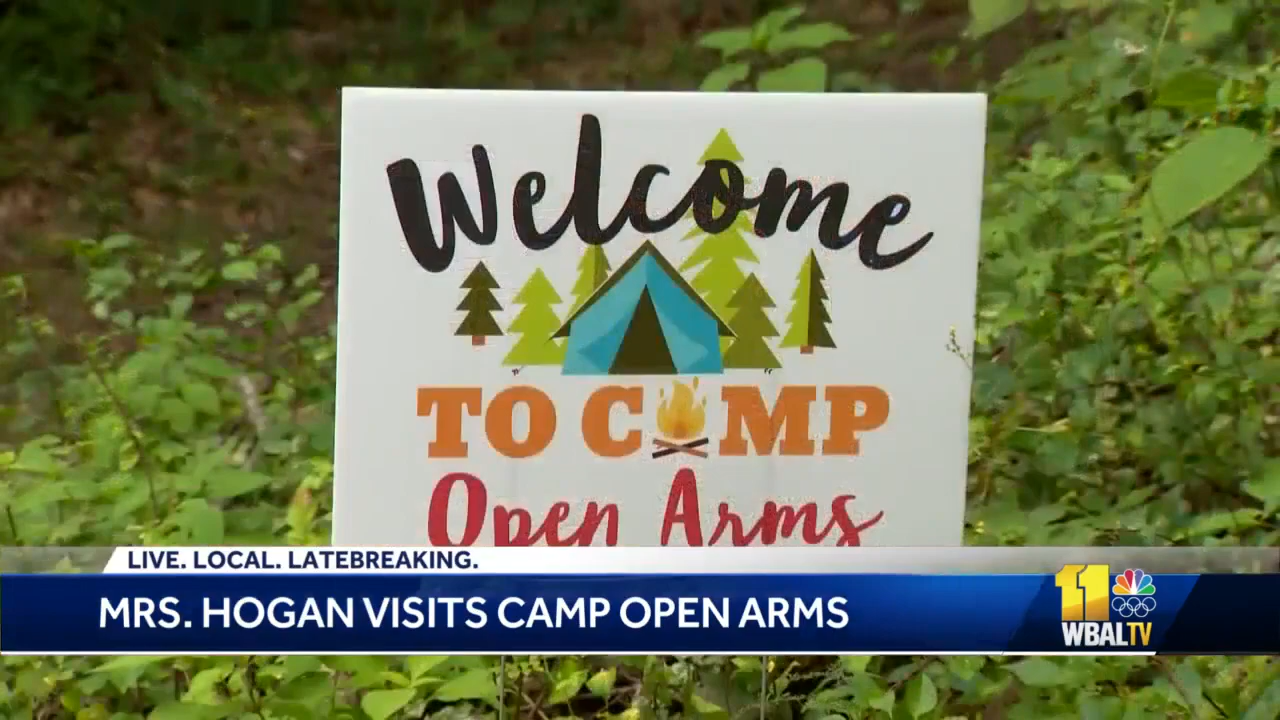 Welcome
TO CAMP
Open Arms
LIVE. LOCAL. LATEBREAKING.
MRS. HOGAN VISITS CAMP OPEN ARMS
11
WBALTV